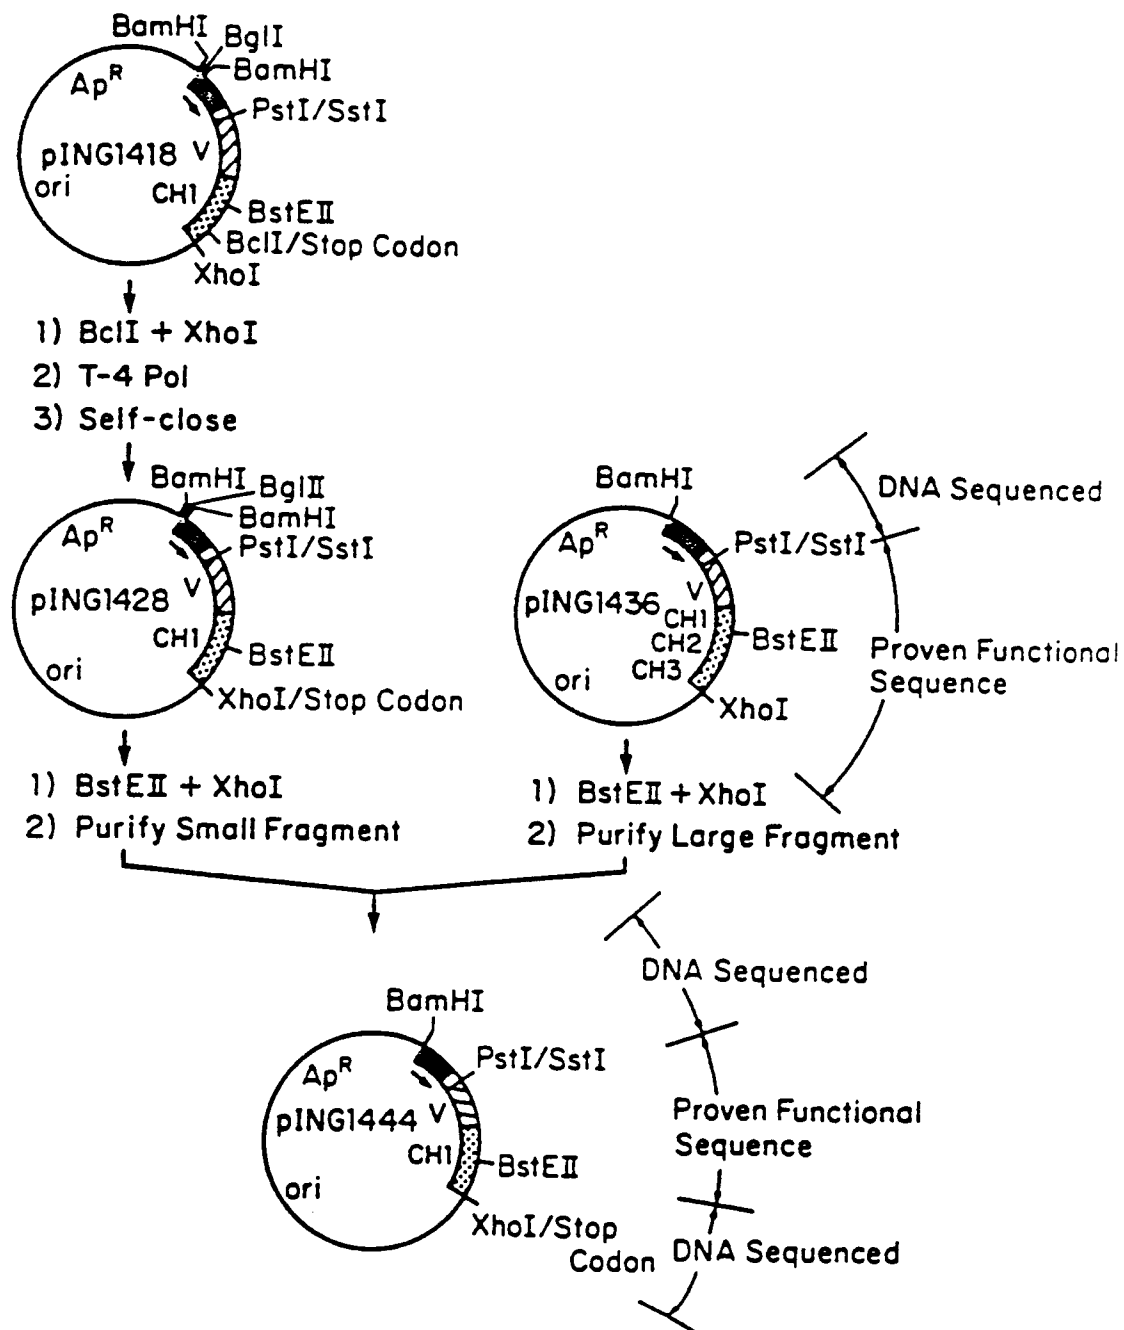 BamHI
BglI
BamHI
Ap^R
PstI/SstI
pING1418
V
ori
CH1
BstEII
BclI/Stop Codon
XhoI
1) BclI + XhoI
2) T-4 Pol
3) Self-close
BamHI
BglII
BamHI
Ap^R
PstI/SstI
pING1428
V
CH1
ori
BstEII
XhoI/Stop Codon
1) BstEII + XhoI
2) Purify Small Fragment
BamHI
Ap^R
PstI/SstI
pING1436
V
CH1
CH2
CH3
ori
BstEII
XhoI
DNA Sequenced
Proven Functional
Sequence
1) BstEII + XhoI
2) Purify Large Fragment
BamHI
Ap^R
PstI/SstI
pING1444
V
CH1
ori
BstEII
XhoI/Stop
Codon
DNA Sequenced
Proven Functional
Sequence
DNA Sequenced